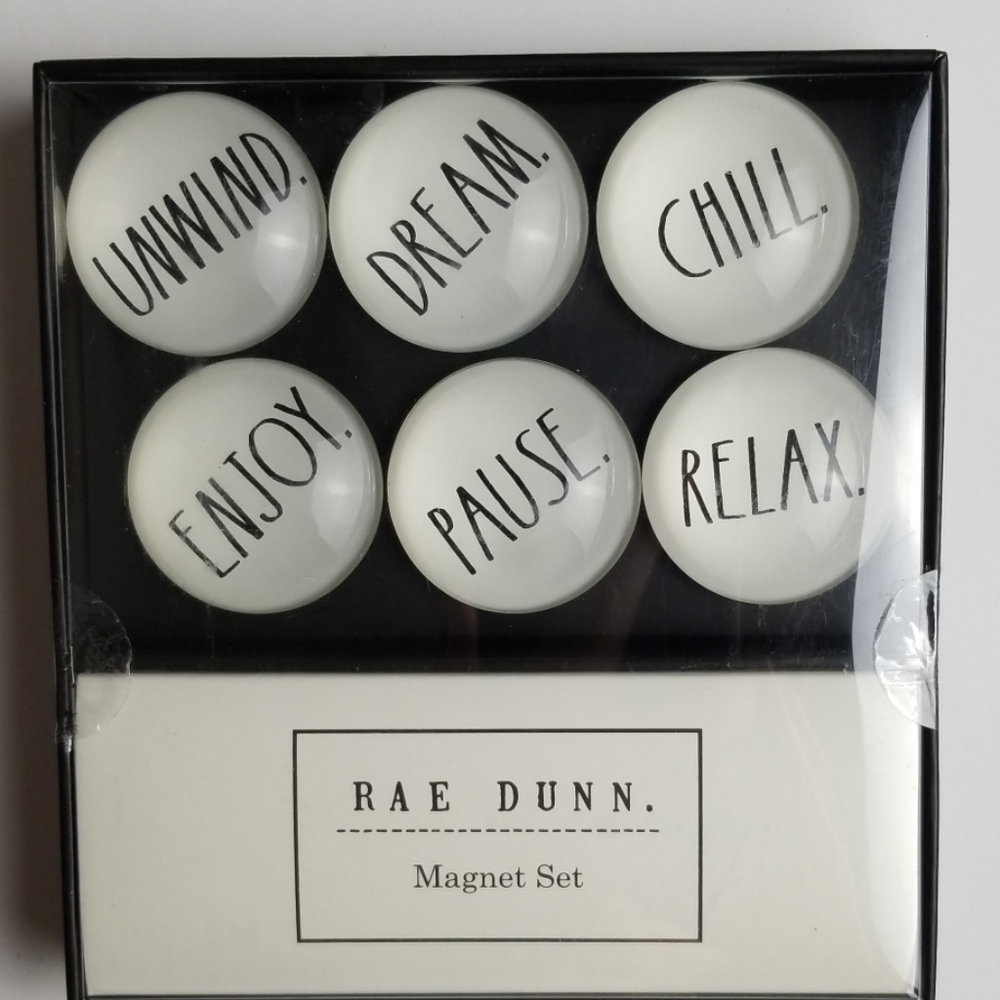 UNWIND.
DREAM.
CHILL.
ENJOY.
PAUSE.
RELAX.
RAE DUNN.
Magnet Set